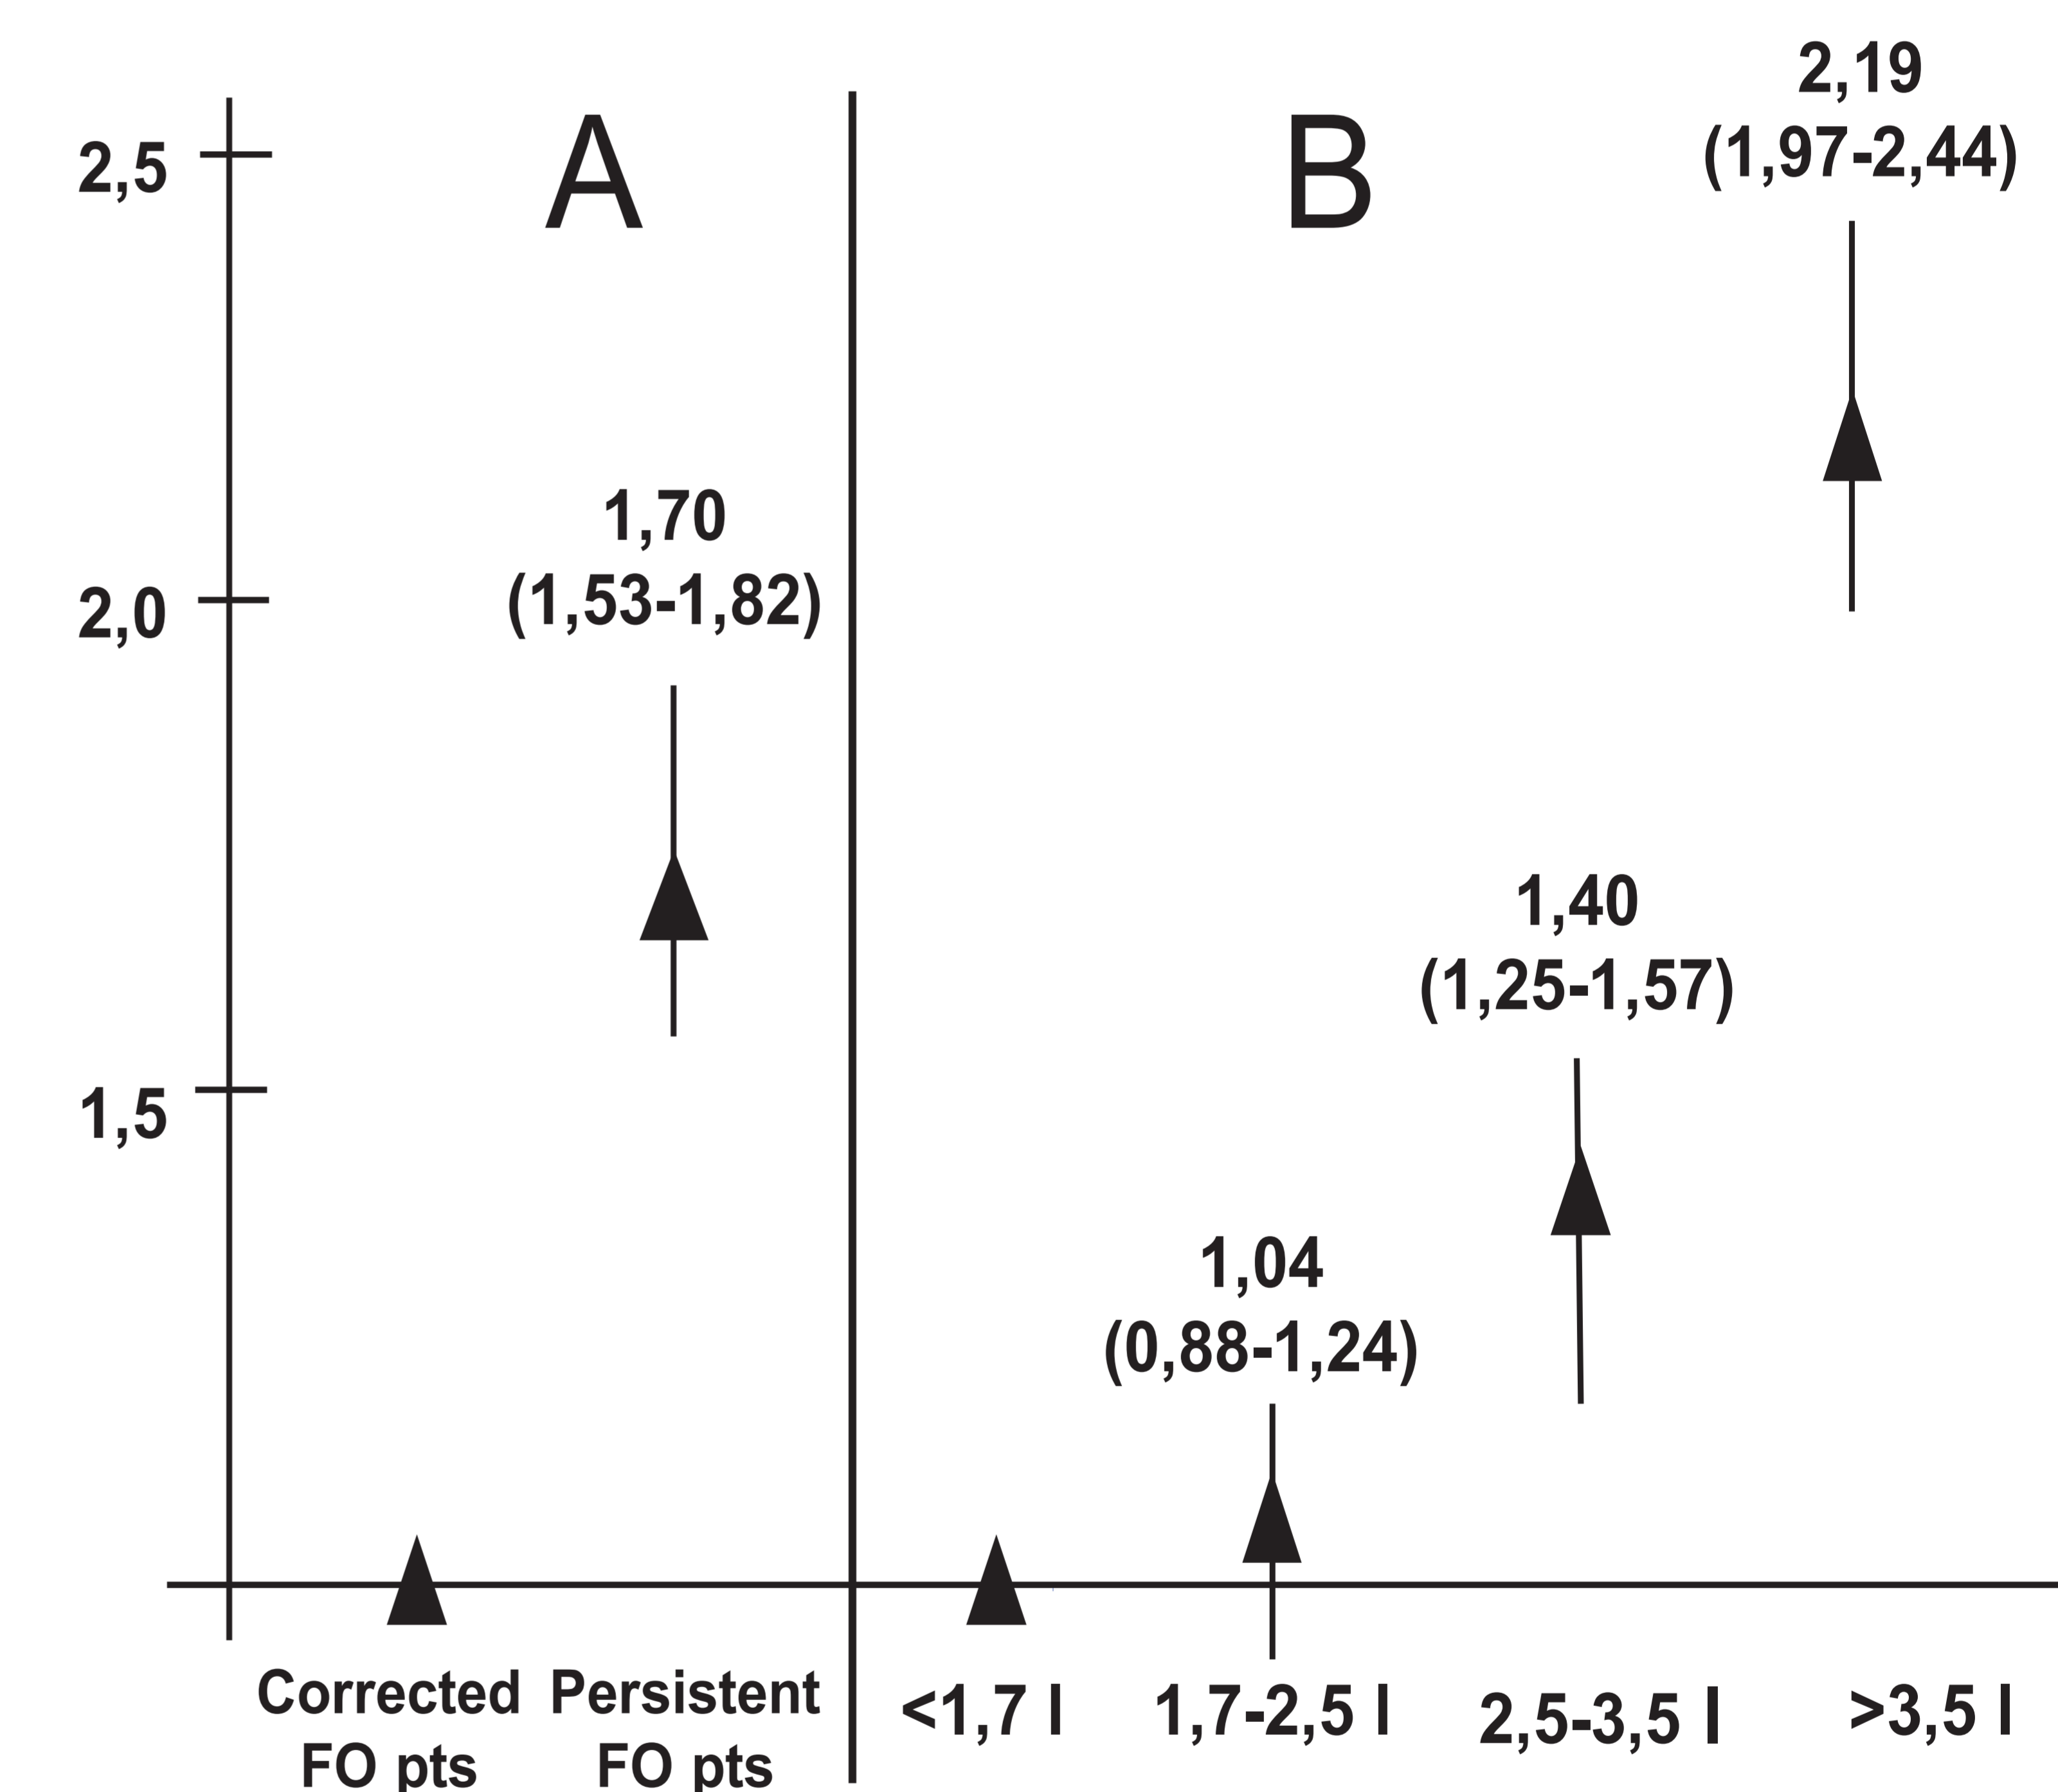 A
B
2,5
2,0
1,5
1,70
(1,53-1,82)
2,19
(1,97-2,44)
1,40
(1,25-1,57)
1,04
(0,88-1,24)
Corrected
FO pts
Persistent
FO pts
<1,7 l
1,7-2,5 l
2,5-3,5 l
>3,5 l